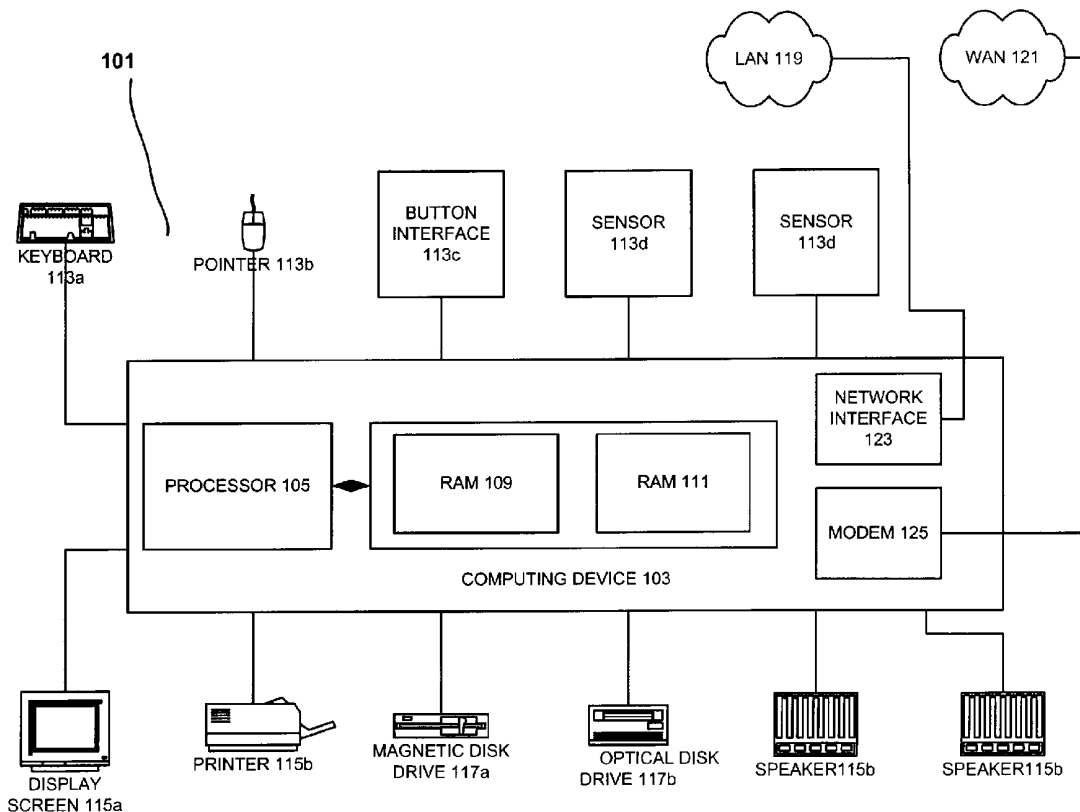 101
LAN 119
WAN 121
KEYBOARD
113a
POINTER 113b
BUTTON
INTERFACE
113c
SENSOR
113d
SENSOR
113d
NETWORK
INTERFACE
123
PROCESSOR 105
RAM 109
RAM 111
MODEM 125
COMPUTING DEVICE 103
DISPLAY
SCREEN 115a
PRINTER 115b
MAGNETIC DISK
DRIVE 117a
OPTICAL DISK
DRIVE 117b
SPEAKER115b
SPEAKER115b